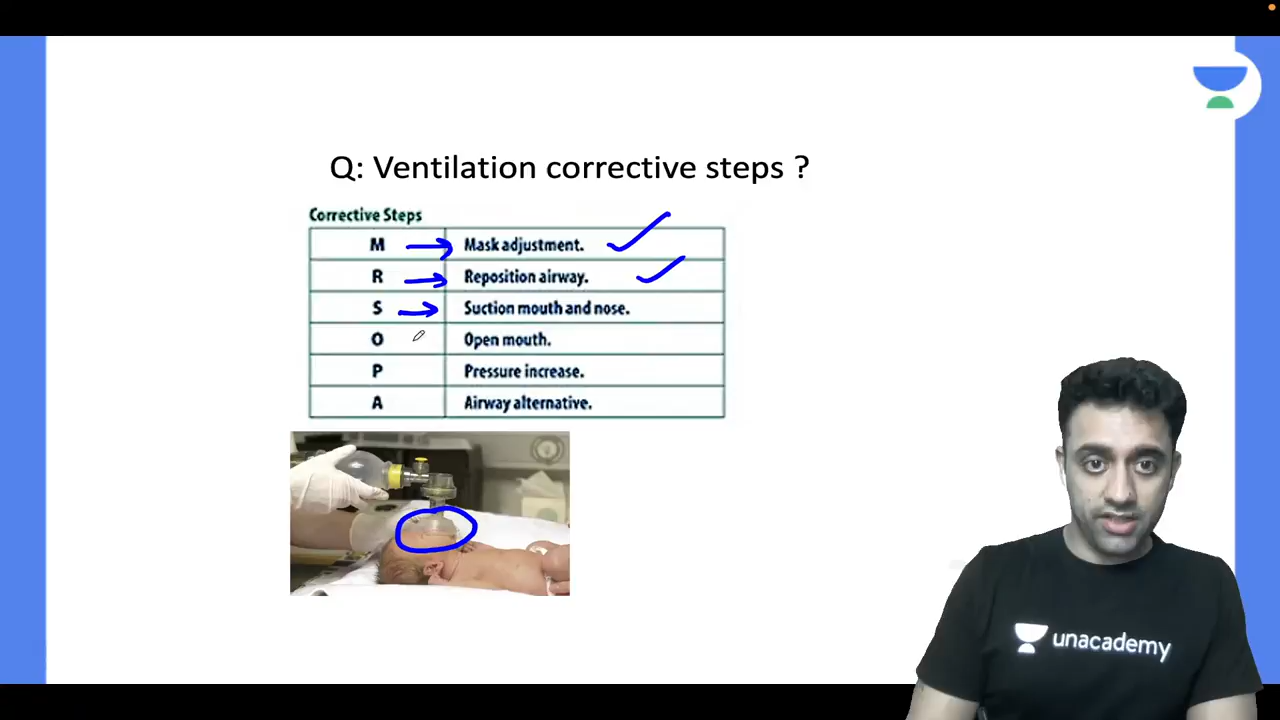 Q: Ventilation corrective steps ?
Corrective Steps
M Mask adjustment.
R Reposition airway.
S Suction mouth and nose.
O Open mouth.
P Pressure increase.
A Airway alternative.
unacademy